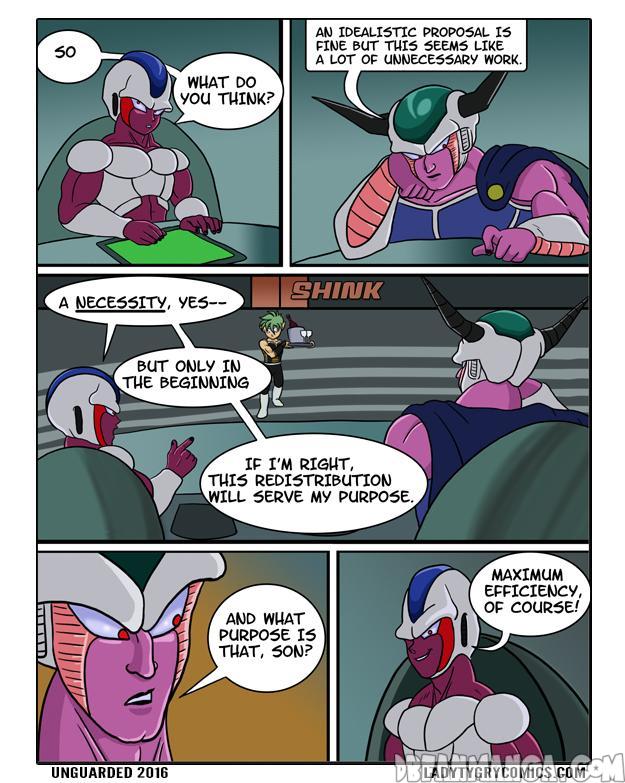 SO
WHAT DO
YOU THINK?
AN IDEALISTIC PROPOSAL IS
FINE BUT THIS SEEMS LIKE
A LOT OF UNNECESSARY WORK.
SHINK
A NECESSITY, YES--
BUT ONLY IN
THE BEGINNING
IF I'M RIGHT,
THIS REDISTRIBUTION
WILL SERVE MY PURPOSE.
AND WHAT
PURPOSE IS
THAT, SON?
MAXIMUM
EFFICIENCY,
OF COURSE!
UNGUARDED 2016
LADYTYGRYCOMICS.COM
DBFANMANGA.COM